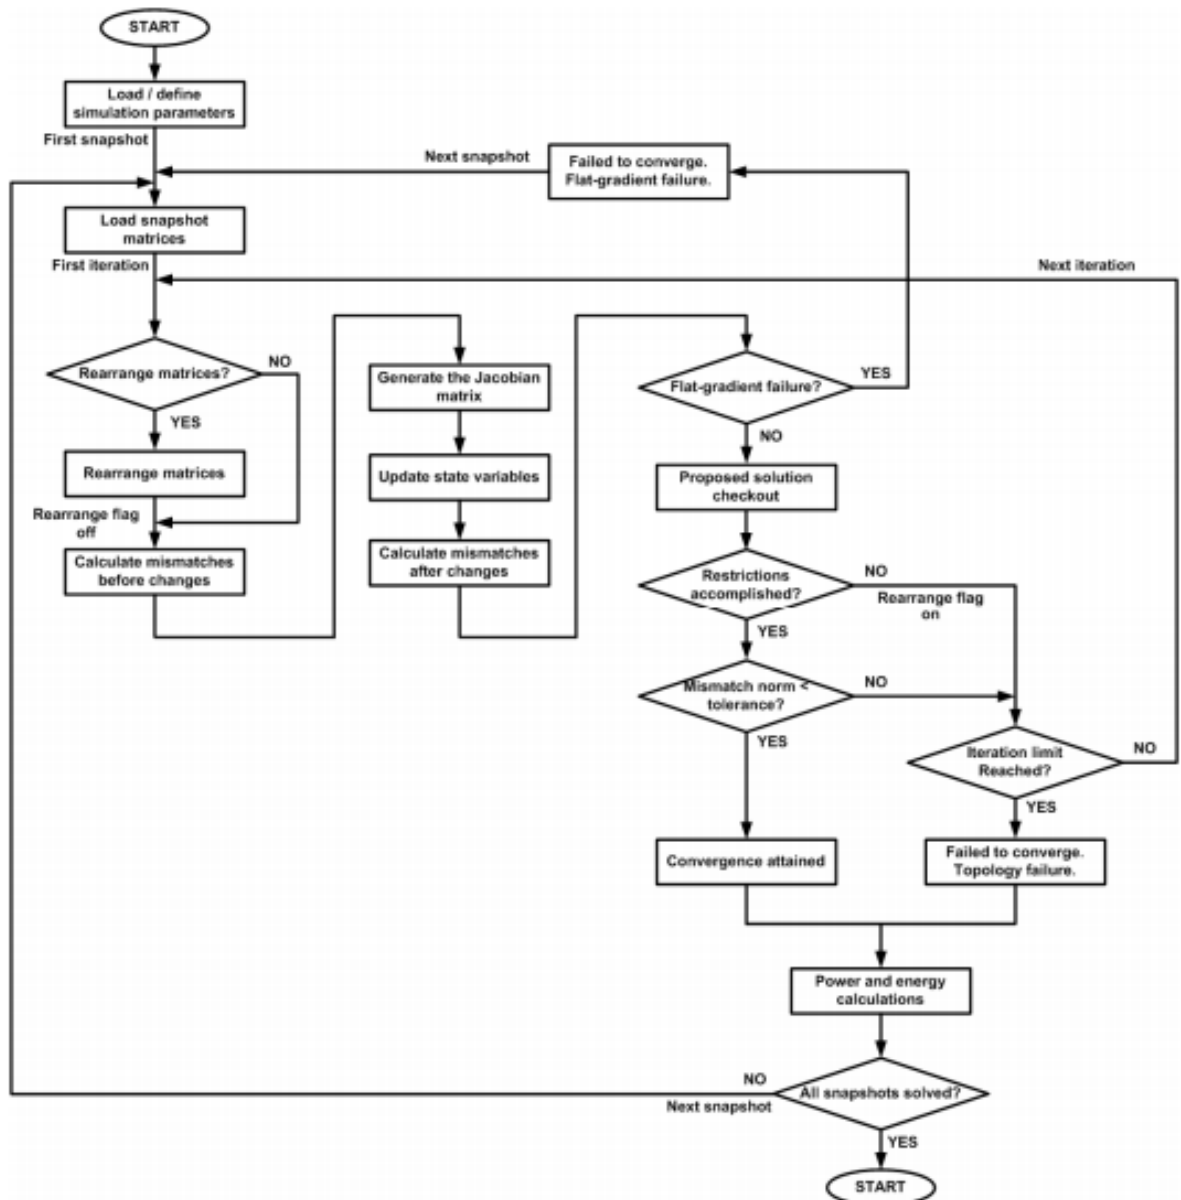 START
Load / define
simulation parameters
First snapshot
Next snapshot
Failed to converge.
Flat-gradient failure.
Load snapshot
matrices
First iteration
Next iteration
Rearrange matrices?
NO
YES
Rearrange matrices
Rearrange flag
off
Calculate mismatches
before changes
Generate the Jacobian
matrix
Update state variables
Calculate mismatches
after changes
Flat-gradient failure?
YES
NO
Proposed solution
checkout
Restrictions
accomplished?
NO
Rearrange flag
on
YES
Mismatch norm <
tolerance?
NO
YES
Iteration limit
Reached?
NO
YES
Convergence attained
Failed to converge.
Topology failure.
Power and energy
calculations
All snapshots solved?
NO
Next snapshot
YES
START